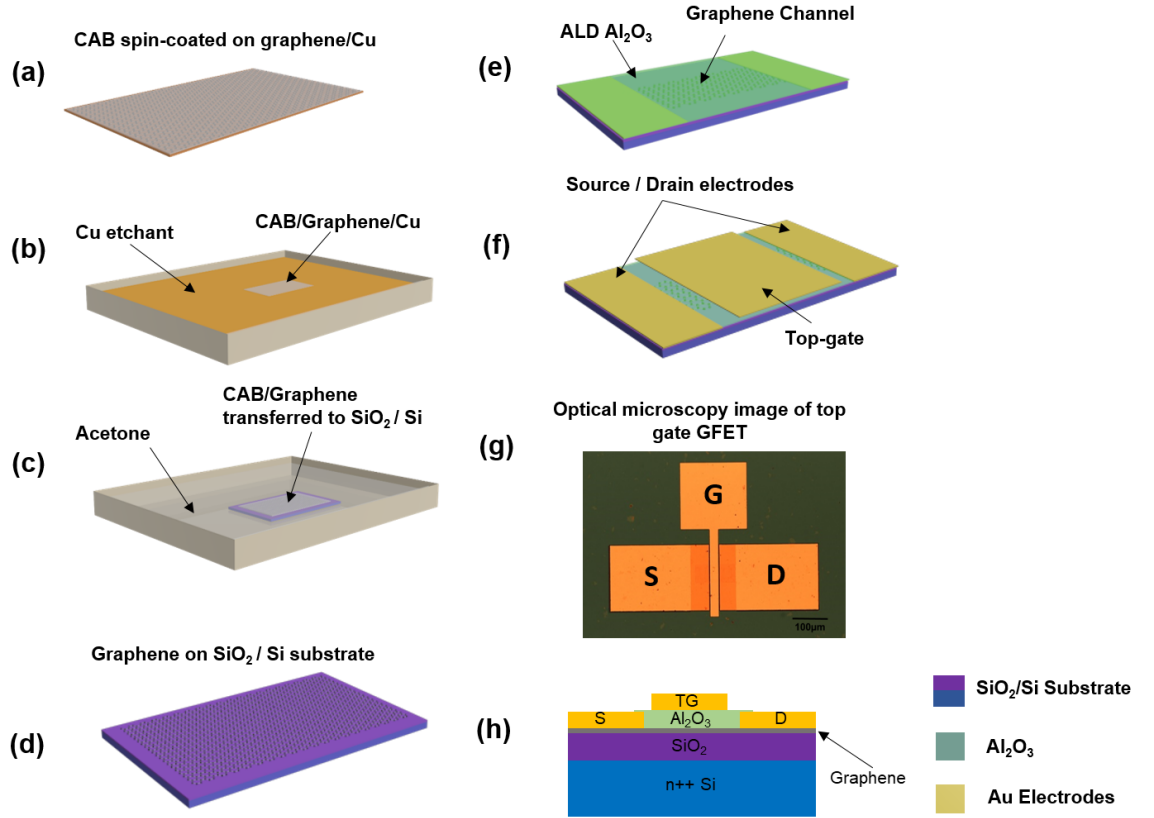 (a)
CAB spin-coated on graphene/Cu
(b)
Cu etchant
CAB/Graphene/Cu
(c)
Acetone
CAB/Graphene
transferred to SiO₂ / Si
(d)
Graphene on SiO₂ / Si substrate
(e)
ALD Al₂O₃
Graphene Channel
(f)
Source / Drain electrodes
Top-gate
(g)
Optical microscopy image of top
gate GFET
G
S
D
100µm
(h)
TG
S
Al₂O₃
D
SiO₂
n++ Si
Graphene
SiO₂/Si Substrate
Al₂O₃
Au Electrodes